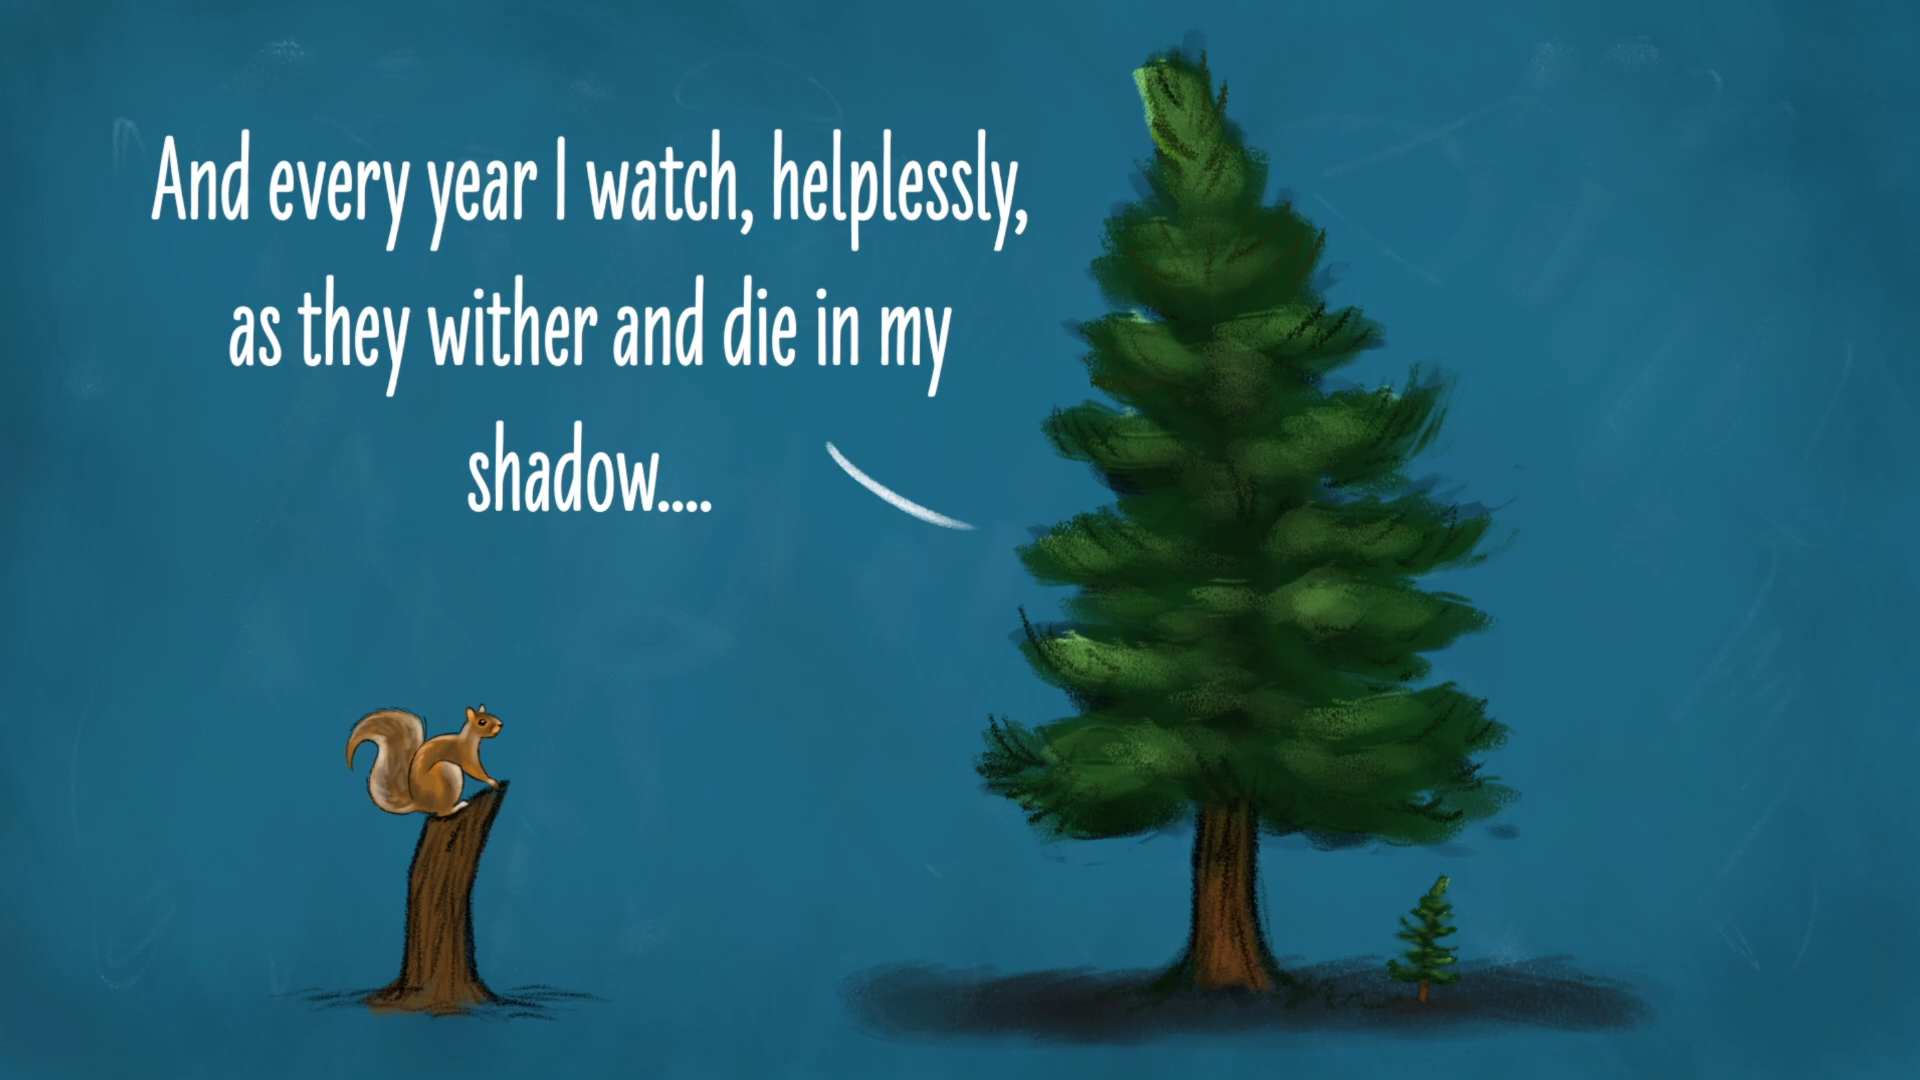 And every year I watch, helplessly,
as they wither and die in my
shadow....